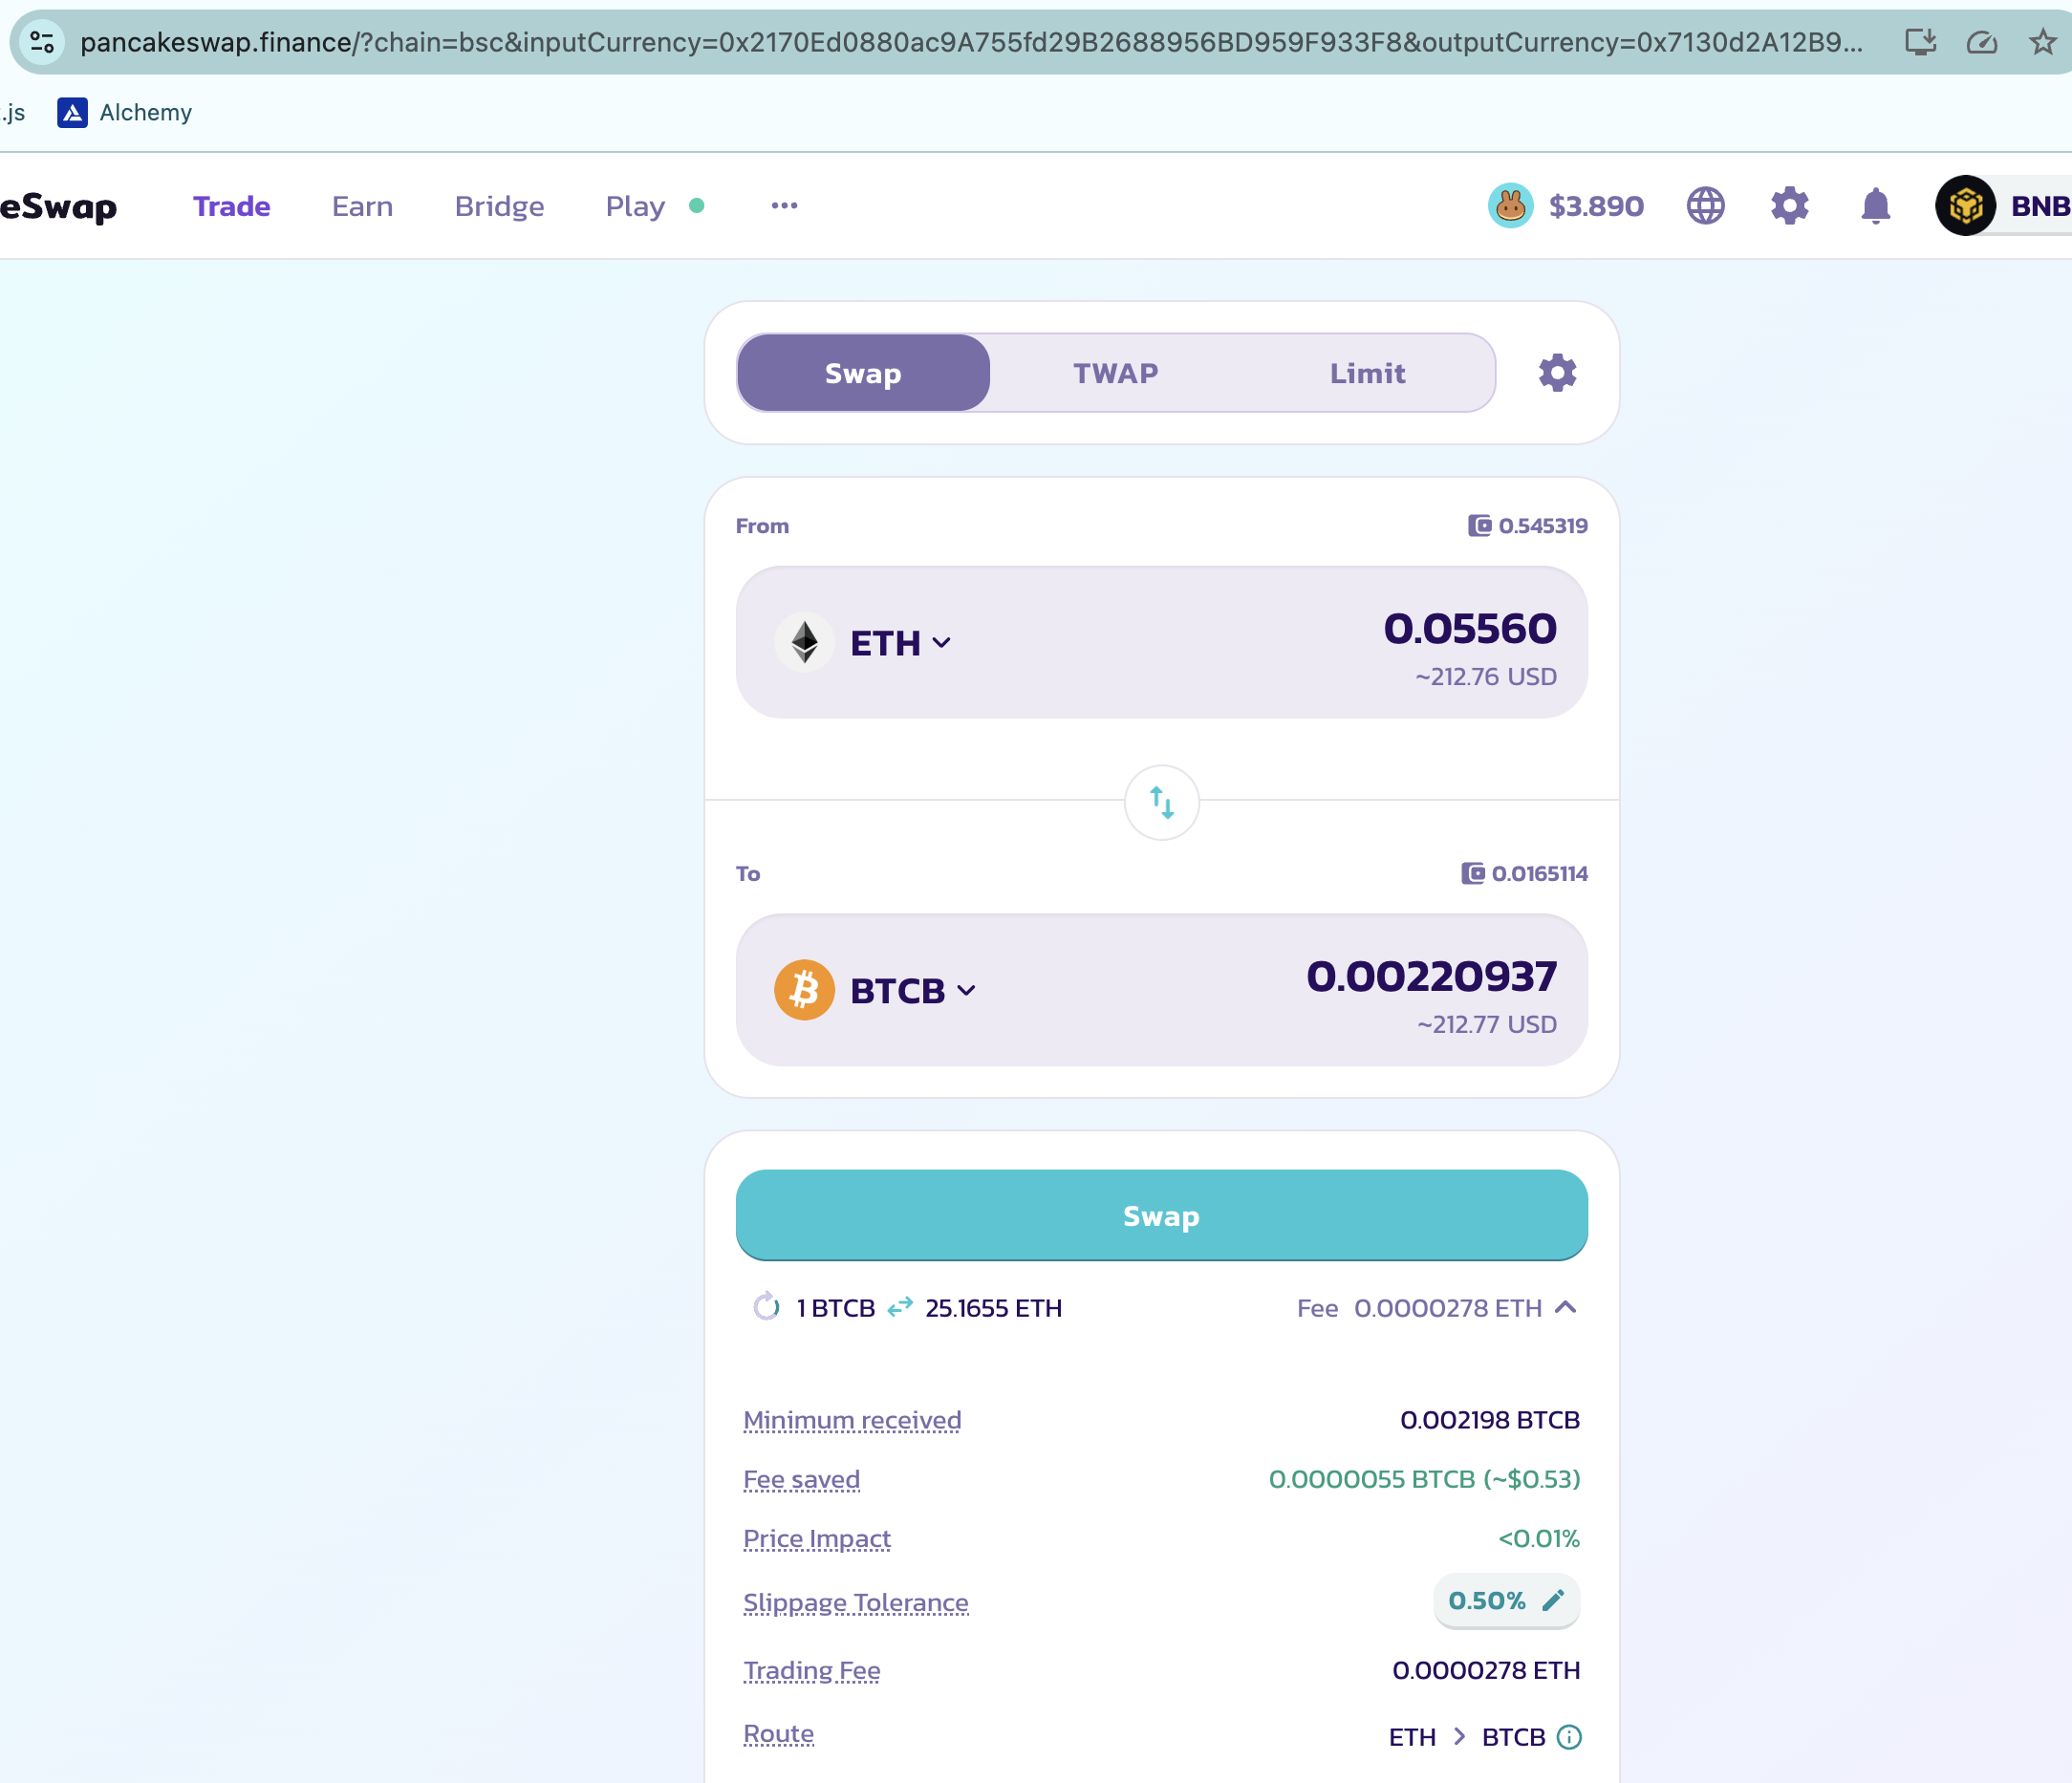 pancakeswap.finance/?chain=bsc&inputCurrency=0x2170Ed0880ac9A755fd29B2688956BD959F933F8&outputCurrency=0x7130d2A12B9...
.js Alchemy
eSwap Trade Earn Bridge Play ... $3.890 BNB
Swap TWAP Limit
From 0.545319
ETH 0.05560
~212.76 USD
To 0.0165114
BTCB 0.00220937
~212.77 USD
Swap
1 BTCB 25.1655 ETH Fee 0.0000278 ETH
Minimum received 0.002198 BTCB
Fee saved 0.0000055 BTCB (~$0.53)
Price Impact <0.01%
Slippage Tolerance 0.50%
Trading Fee 0.0000278 ETH
Route ETH > BTCB